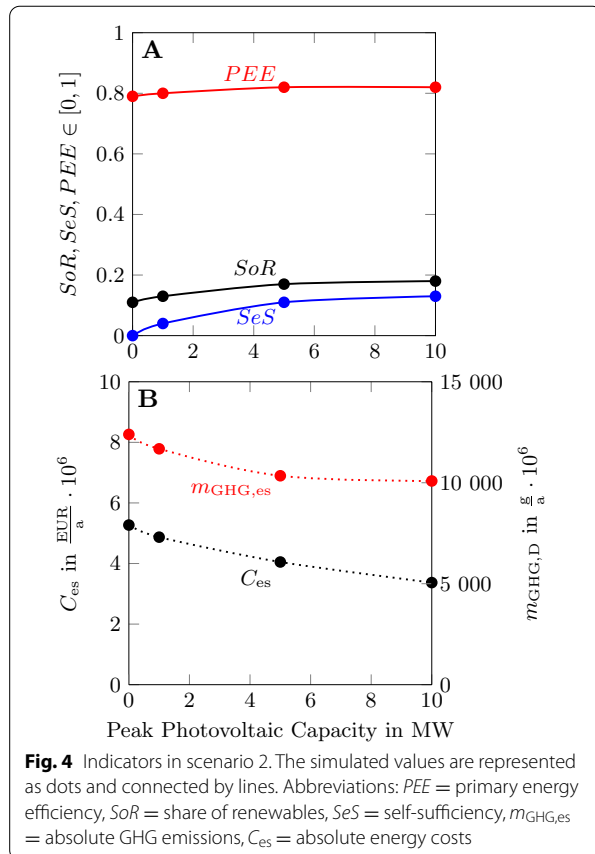 A
1
0.8
0.6
0.4
0.2
0
SoR, SeS, PEE ∈ [0, 1]
PEE
SoR
SeS
0 2 4 6 8 10
B
10
8
6
4
2
0
C_es in EUR/a · 10^6
15 000
10 000
5 000
0
m_GHG,D in g/a · 10^6
m_GHG,es
C_es
0 2 4 6 8 10
Peak Photovoltaic Capacity in MW
Fig. 4 Indicators in scenario 2. The simulated values are represented
as dots and connected by lines. Abbreviations: PEE = primary energy
efficiency, SoR = share of renewables, SeS = self-sufficiency, m_GHG,es
= absolute GHG emissions, C_es = absolute energy costs